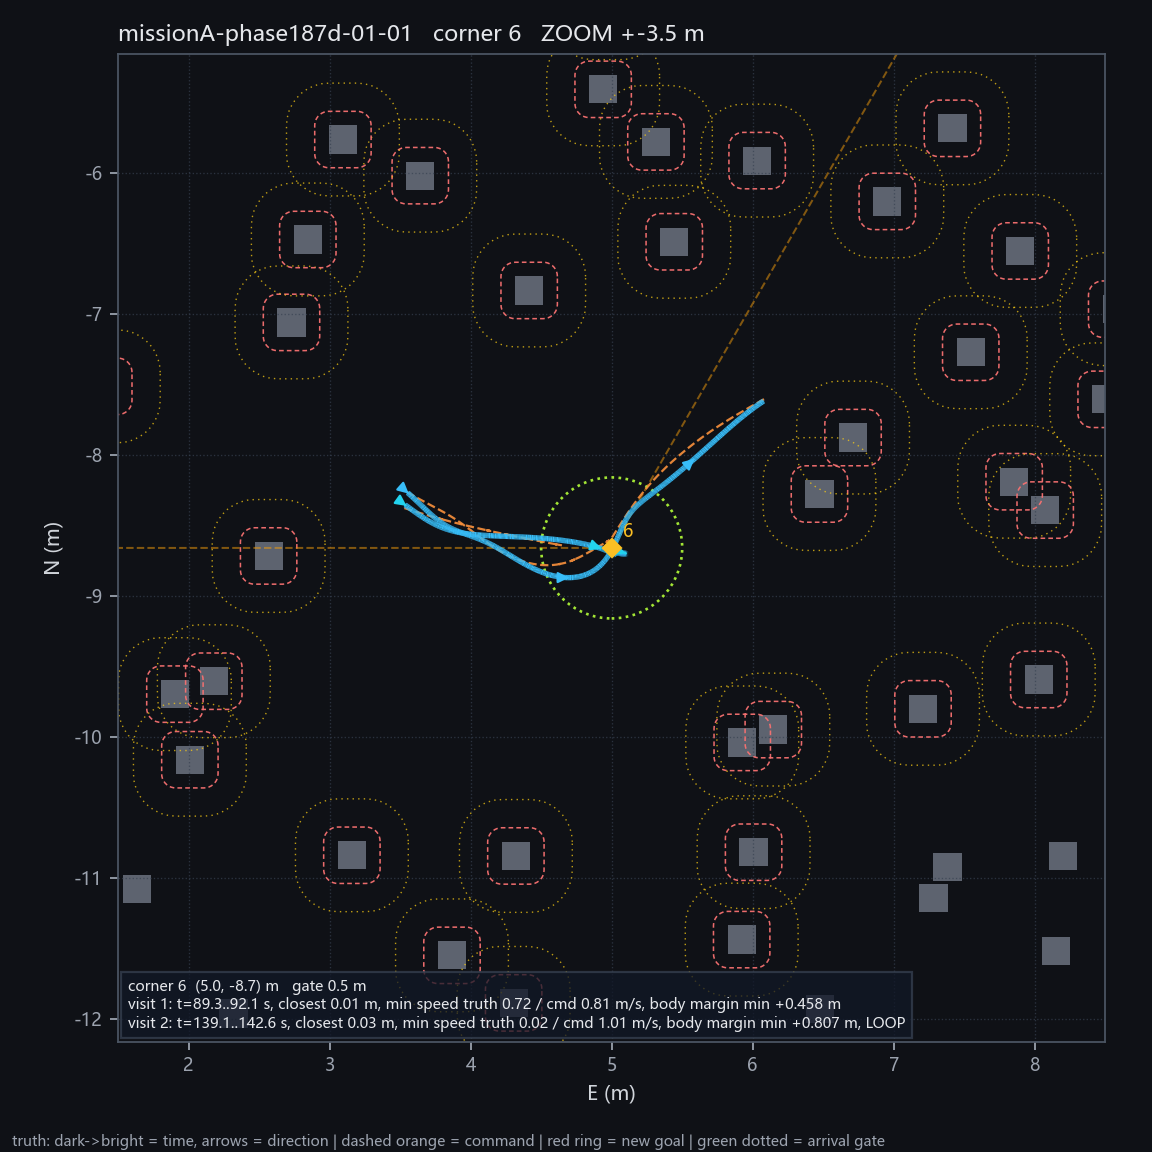 missionA-phase187d-01-01   corner 6   ZOOM +-3.5 m
-6
-7
-8
-9
-10
-11
-12
N (m)
6
corner 6  (5.0, -8.7) m   gate 0.5 m
visit 1: t=89.3..92.1 s, closest 0.01 m, min speed truth 0.72 / cmd 0.81 m/s, body margin min +0.458 m
visit 2: t=139.1..142.6 s, closest 0.03 m, min speed truth 0.02 / cmd 1.01 m/s, body margin min +0.807 m, LOOP
2 3 4 5 6 7 8
E (m)
truth: dark->bright = time, arrows = direction | dashed orange = command | red ring = new goal | green dotted = arrival gate